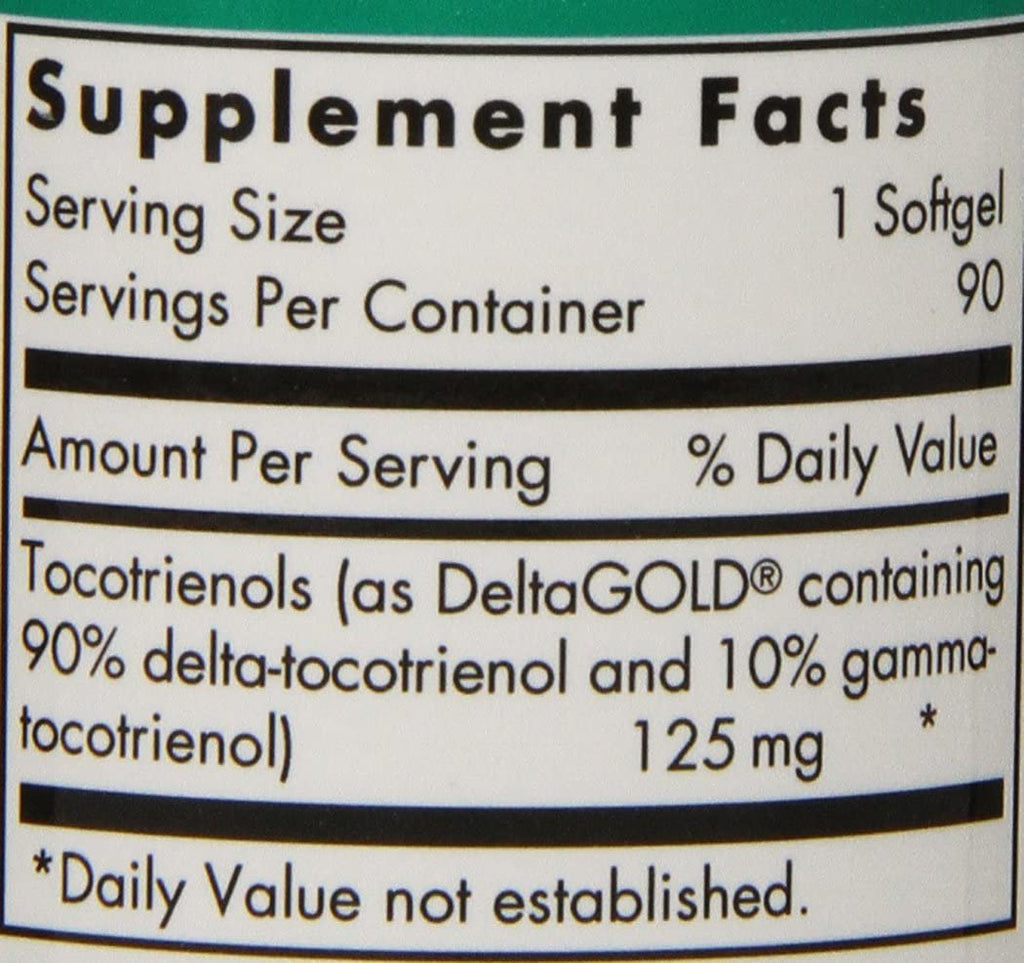 Supplement Facts
Serving Size 1 Softgel
Servings Per Container 90
Amount Per Serving % Daily Value
Tocotrienols (as DeltaGOLD® containing
90% delta-tocotrienol and 10% gamma-
tocotrienol) 125 mg *
*Daily Value not established.